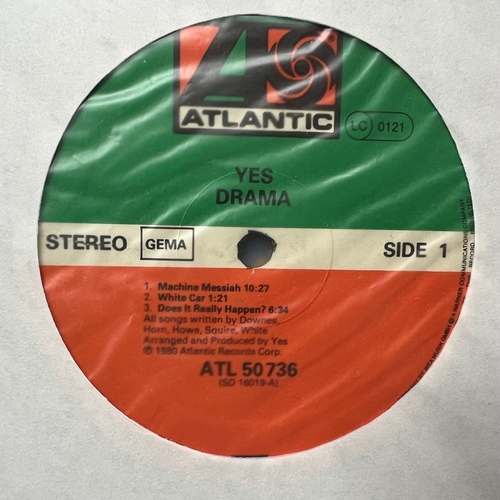 ATLANTIC
LC 0121
YES
DRAMA
STEREO GEMA SIDE 1
1. Machine Messiah 10:27
2. White Car 1:21
3. Does It Really Happen? 6:34
All songs written by Downes,
Horn, Howe, Squire, White
Arranged and Produced by Yes
℗ 1980 Atlantic Records Corp.
ATL 50 736
(SD 16019-A)